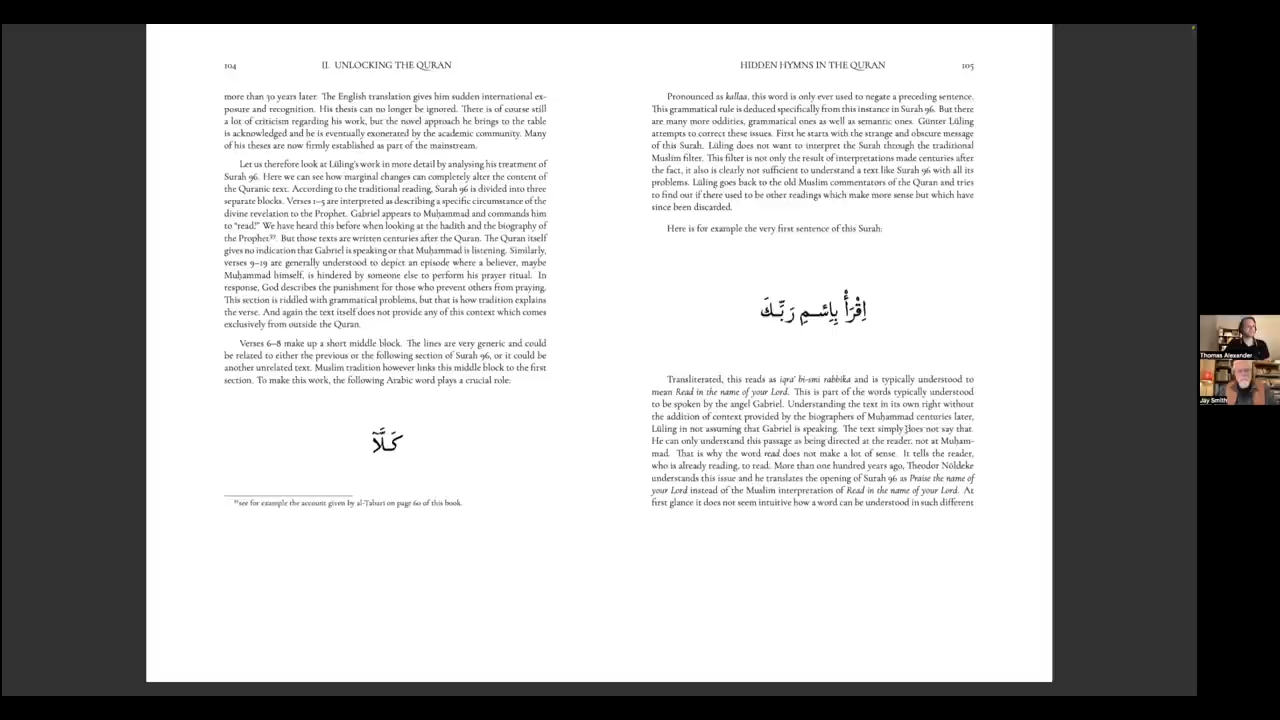 104 II. UNLOCKING THE QURAN
more than 30 years later. The English translation gives him sudden international ex-
posure and recognition. His thesis can no longer be ignored. There is of course still
a lot of criticism regarding his work, but the novel approach he brings to the table
is acknowledged and he is eventually exonerated by the academic community. Many
of his theses are now firmly established as part of the mainstream.
Let us therefore look at Lüling's work in more detail by analysing his treatment of
Surah 96. Here we can see how marginal changes can completely alter the content of
the Quranic text. According to the traditional reading, Surah 96 is divided into three
separate blocks. Verses 1–5 are interpreted as describing a specific circumstance of the
divine revelation to the Prophet. Gabriel appears to Muḥammad and commands him
to "read!" We have heard this before when looking at the hadith and the biography of
the Prophet³⁹. But those texts are written centuries after the Quran. The Quran itself
gives no indication that Gabriel is speaking or that Muḥammad is listening. Similarly,
verses 9–19 are generally understood to depict an episode where a believer, maybe
Muḥammad himself, is hindered by someone else to perform his prayer ritual. In
response, God describes the punishment for those who prevent others from praying.
This section is riddled with grammatical problems, but that is how tradition explains
the verse. And again the text itself does not provide any of this context which comes
exclusively from outside the Quran.
Verses 6–8 make up a short middle block. The lines are very generic and could
be related to either the previous or the following section of Surah 96, or it could be
another unrelated text. Muslim tradition however links this middle block to the first
section. To make this work, the following Arabic word plays a crucial role:
كَلَّآ
³⁹see for example the account given by al-Ṭabarī on page 60 of this book.
HIDDEN HYMNS IN THE QURAN 105
Pronounced as kallaa, this word is only ever used to negate a preceding sentence.
This grammatical rule is deduced specifically from this instance in Surah 96. But there
are many more oddities, grammatical ones as well as semantic ones. Günter Lüling
attempts to correct these issues. First he starts with the strange and obscure message
of this Surah. Lüling does not want to interpret the Surah through the traditional
Muslim filter. This filter is not only the result of interpretations made centuries after
the fact, it also is clearly not sufficient to understand a text like Surah 96 with all its
problems. Lüling goes back to the old Muslim commentators of the Quran and tries
to find out if there used to be other readings which make more sense but which have
since been discarded.
Here is for example the very first sentence of this Surah:
اِقْرَأْ بِاِسْمِ رَبِّكَ
Transliterated, this reads as iqra' bi-smi rabbika and is typically understood to
mean Read in the name of your Lord. This is part of the words typically understood
to be spoken by the angel Gabriel. Understanding the text in its own right without
the addition of context provided by the biographers of Muḥammad centuries later,
Lüling in not assuming that Gabriel is speaking. The text simply does not say that.
He can only understand this passage as being directed at the reader, not at Muḥam-
mad. That is why the word read does not make a lot of sense. It tells the reader,
who is already reading, to read. More than one hundred years ago, Theodor Nöldeke
understands this issue and he translates the opening of Surah 96 as Praise the name of
your Lord instead of the Muslim interpretation of Read in the name of your Lord. At
first glance it does not seem intuitive how a word can be understood in such different
Thomas Alexander
Jay Smith